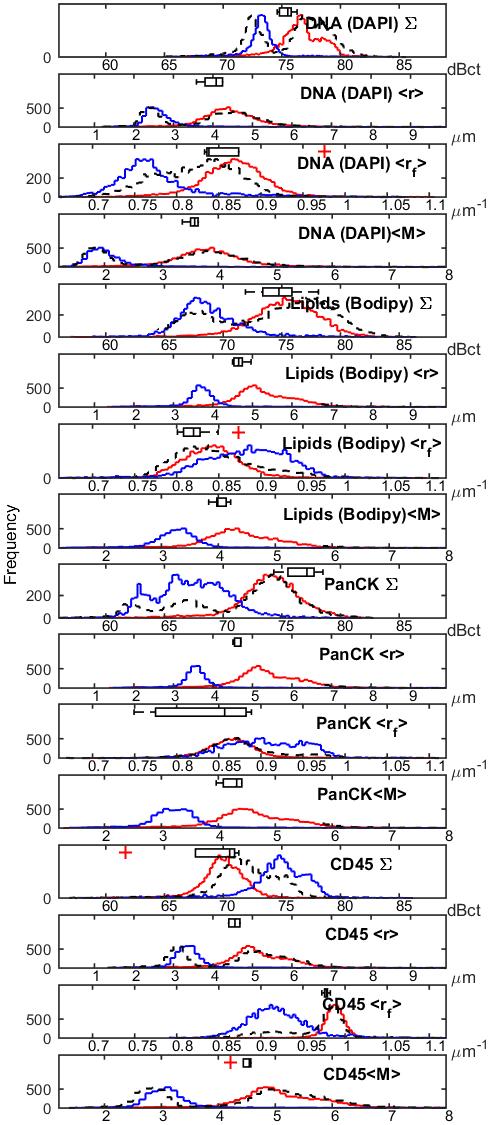 DNA (DAPI) Σ
0
60 65 70 75 80 85 dBct
DNA (DAPI) <r>
500
0
1 2 3 4 5 6 7 8 9 μm
DNA (DAPI) <r_f>
200
0
0.7 0.75 0.8 0.85 0.9 0.95 1 1.05 1.1 μm-1
DNA (DAPI)<M>
500
0
2 3 4 5 6 7 8
Lipids (Bodipy) Σ
200
0
60 65 70 75 80 85 dBct
Lipids (Bodipy) <r>
500
0
1 2 3 4 5 6 7 8 9 μm
Lipids (Bodipy) <r_f>
0
0.7 0.75 0.8 0.85 0.9 0.95 1 1.05 1.1 μm-1
Lipids (Bodipy)<M>
500
0
2 3 4 5 6 7 8
Frequency
PanCK Σ
200
0
60 65 70 75 80 85 dBct
PanCK <r>
500
0
1 2 3 4 5 6 7 8 9 μm
PanCK <r_f>
500
0
0.7 0.75 0.8 0.85 0.9 0.95 1 1.05 1.1 μm-1
PanCK<M>
500
0
2 3 4 5 6 7 8
CD45 Σ
0
60 65 70 75 80 85 dBct
CD45 <r>
500
0
1 2 3 4 5 6 7 8 9 μm
CD45 <r_f>
500
0
0.7 0.75 0.8 0.85 0.9 0.95 1 1.05 1.1 μm-1
CD45<M>
500
0
2 3 4 5 6 7 8